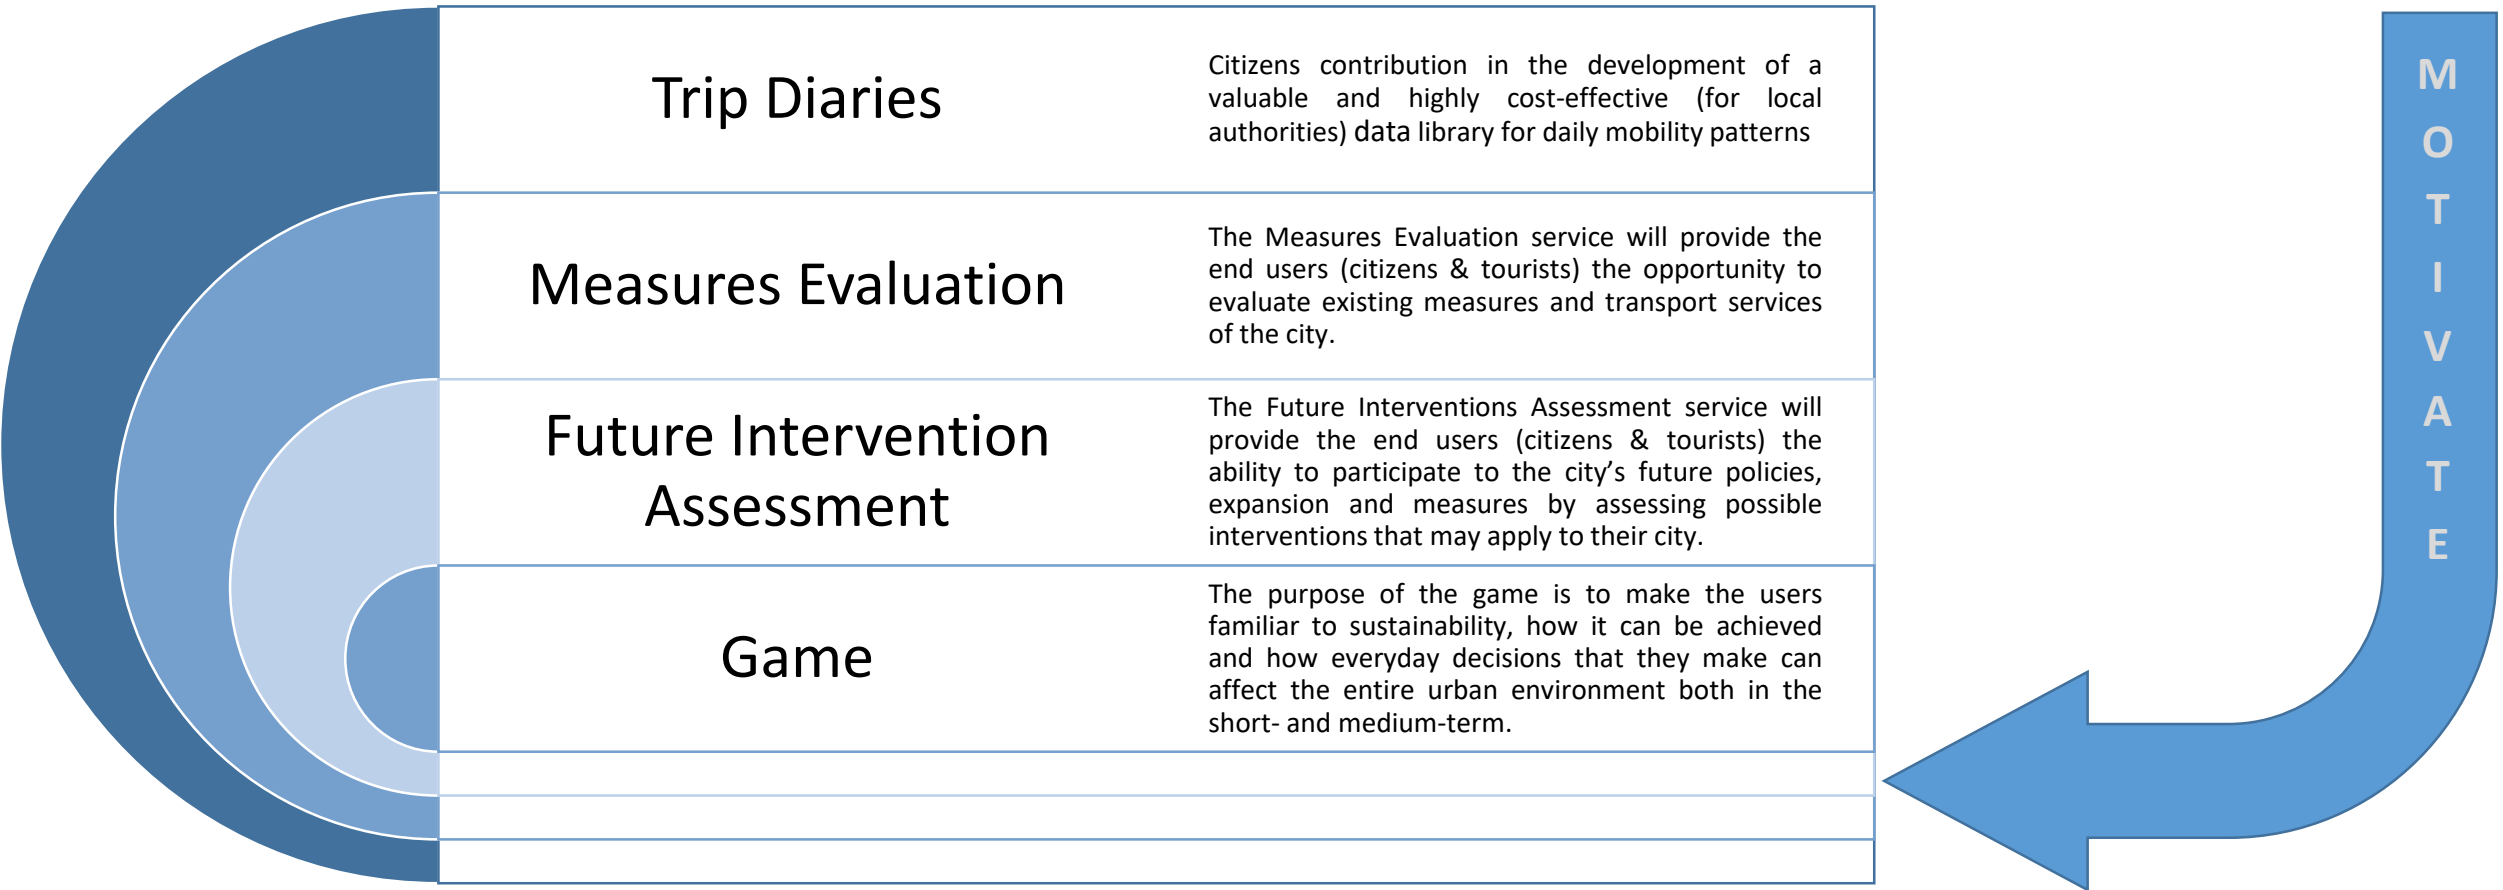 Trip Diaries
Citizens contribution in the development of a
valuable and highly cost-effective (for local
authorities) data library for daily mobility patterns
Measures Evaluation
The Measures Evaluation service will provide the
end users (citizens & tourists) the opportunity to
evaluate existing measures and transport services
of the city.
Future Intervention
Assessment
The Future Interventions Assessment service will
provide the end users (citizens & tourists) the
ability to participate to the city’s future policies,
expansion and measures by assessing possible
interventions that may apply to their city.
Game
The purpose of the game is to make the users
familiar to sustainability, how it can be achieved
and how everyday decisions that they make can
affect the entire urban environment both in the
short- and medium-term.
M
O
T
I
V
A
T
E